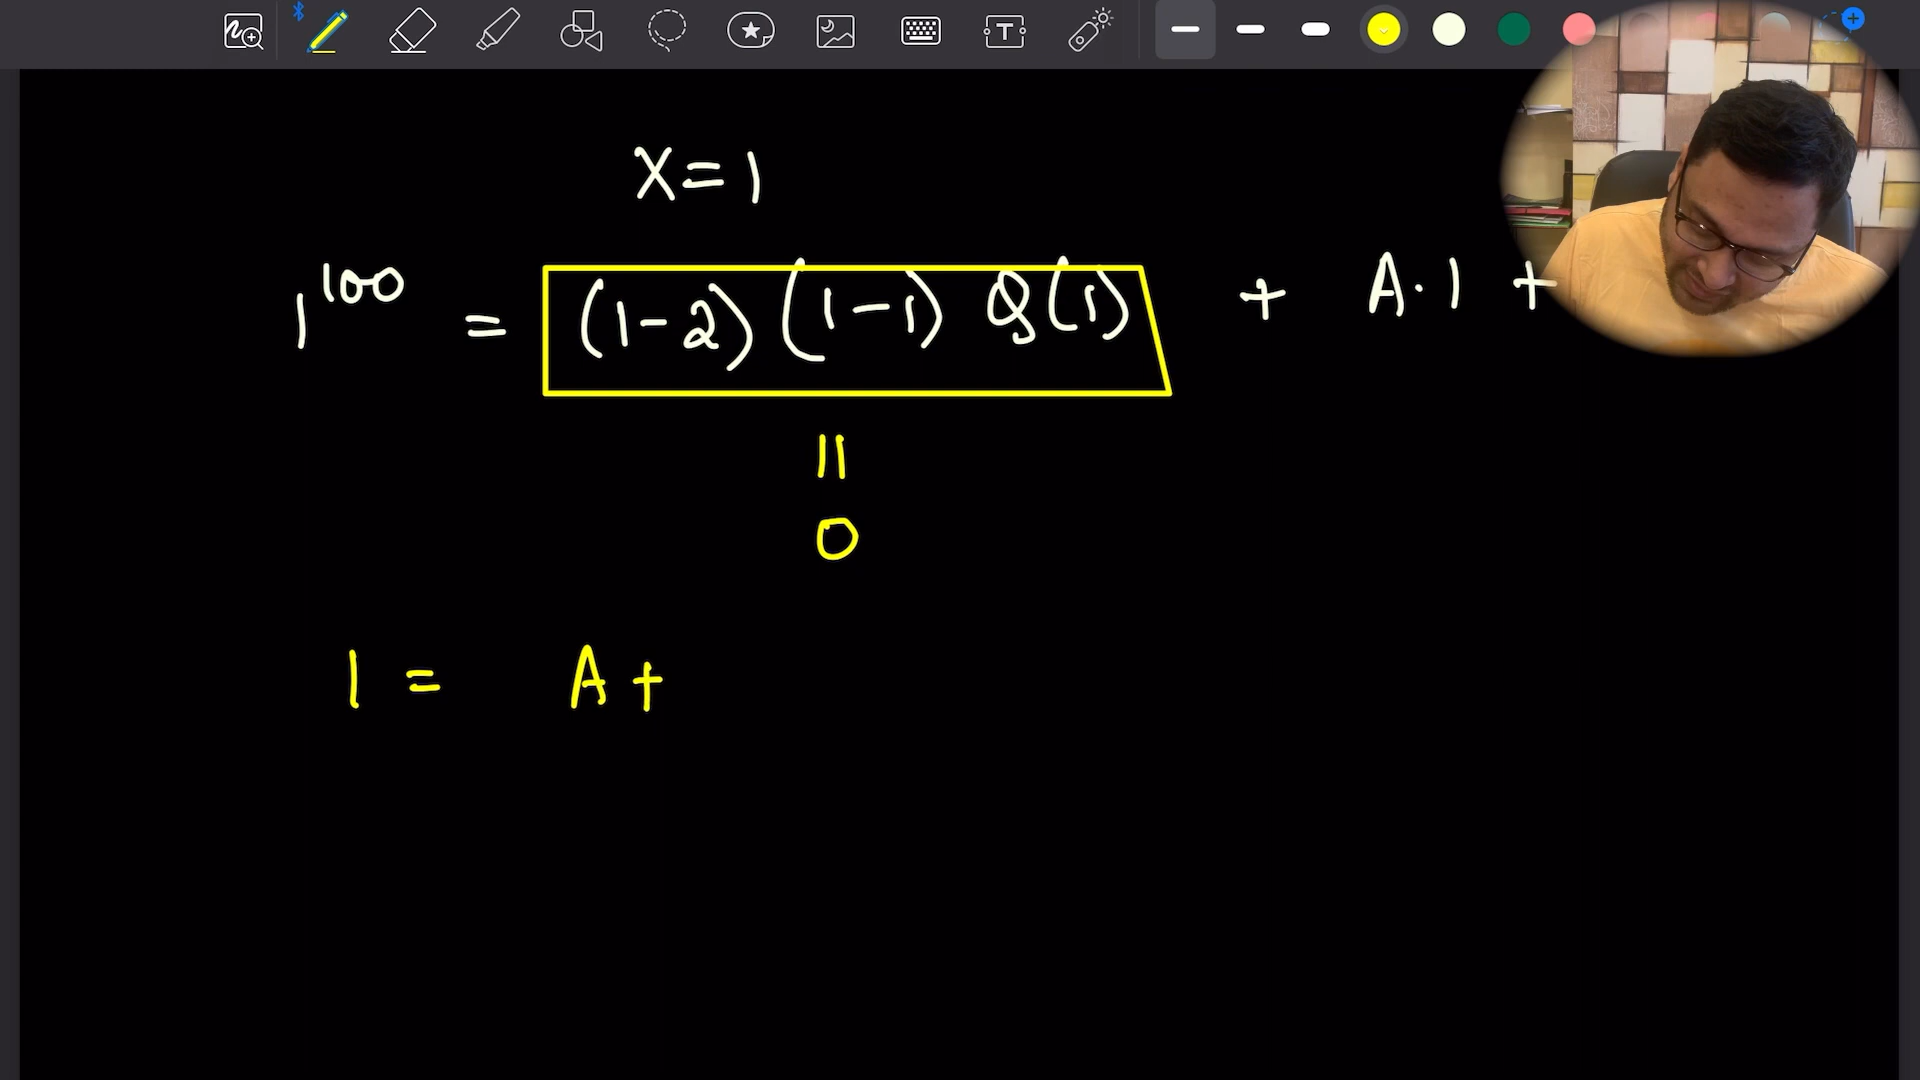 X=1
1^100 = (1-2) (1-1) Q(1) + A·1 +
||
0
1 = A +